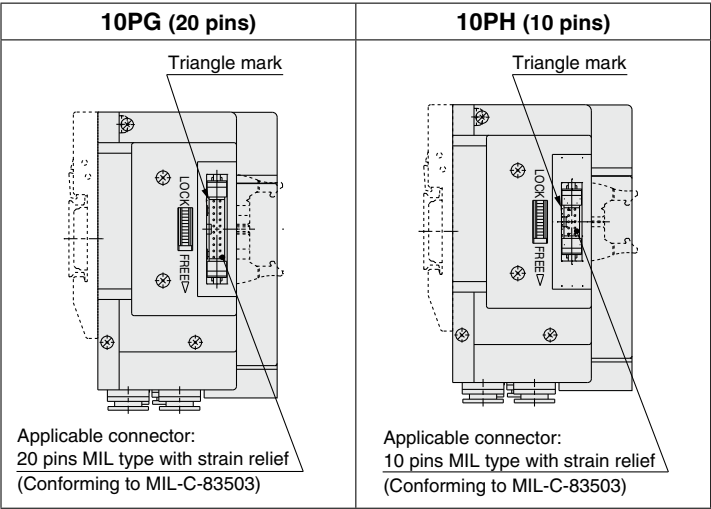 10PG (20 pins)
Triangle mark
LOCK
FREE
Applicable connector:
20 pins MIL type with strain relief
(Conforming to MIL-C-83503)
10PH (10 pins)
Triangle mark
LOCK
FREE
Applicable connector:
10 pins MIL type with strain relief
(Conforming to MIL-C-83503)